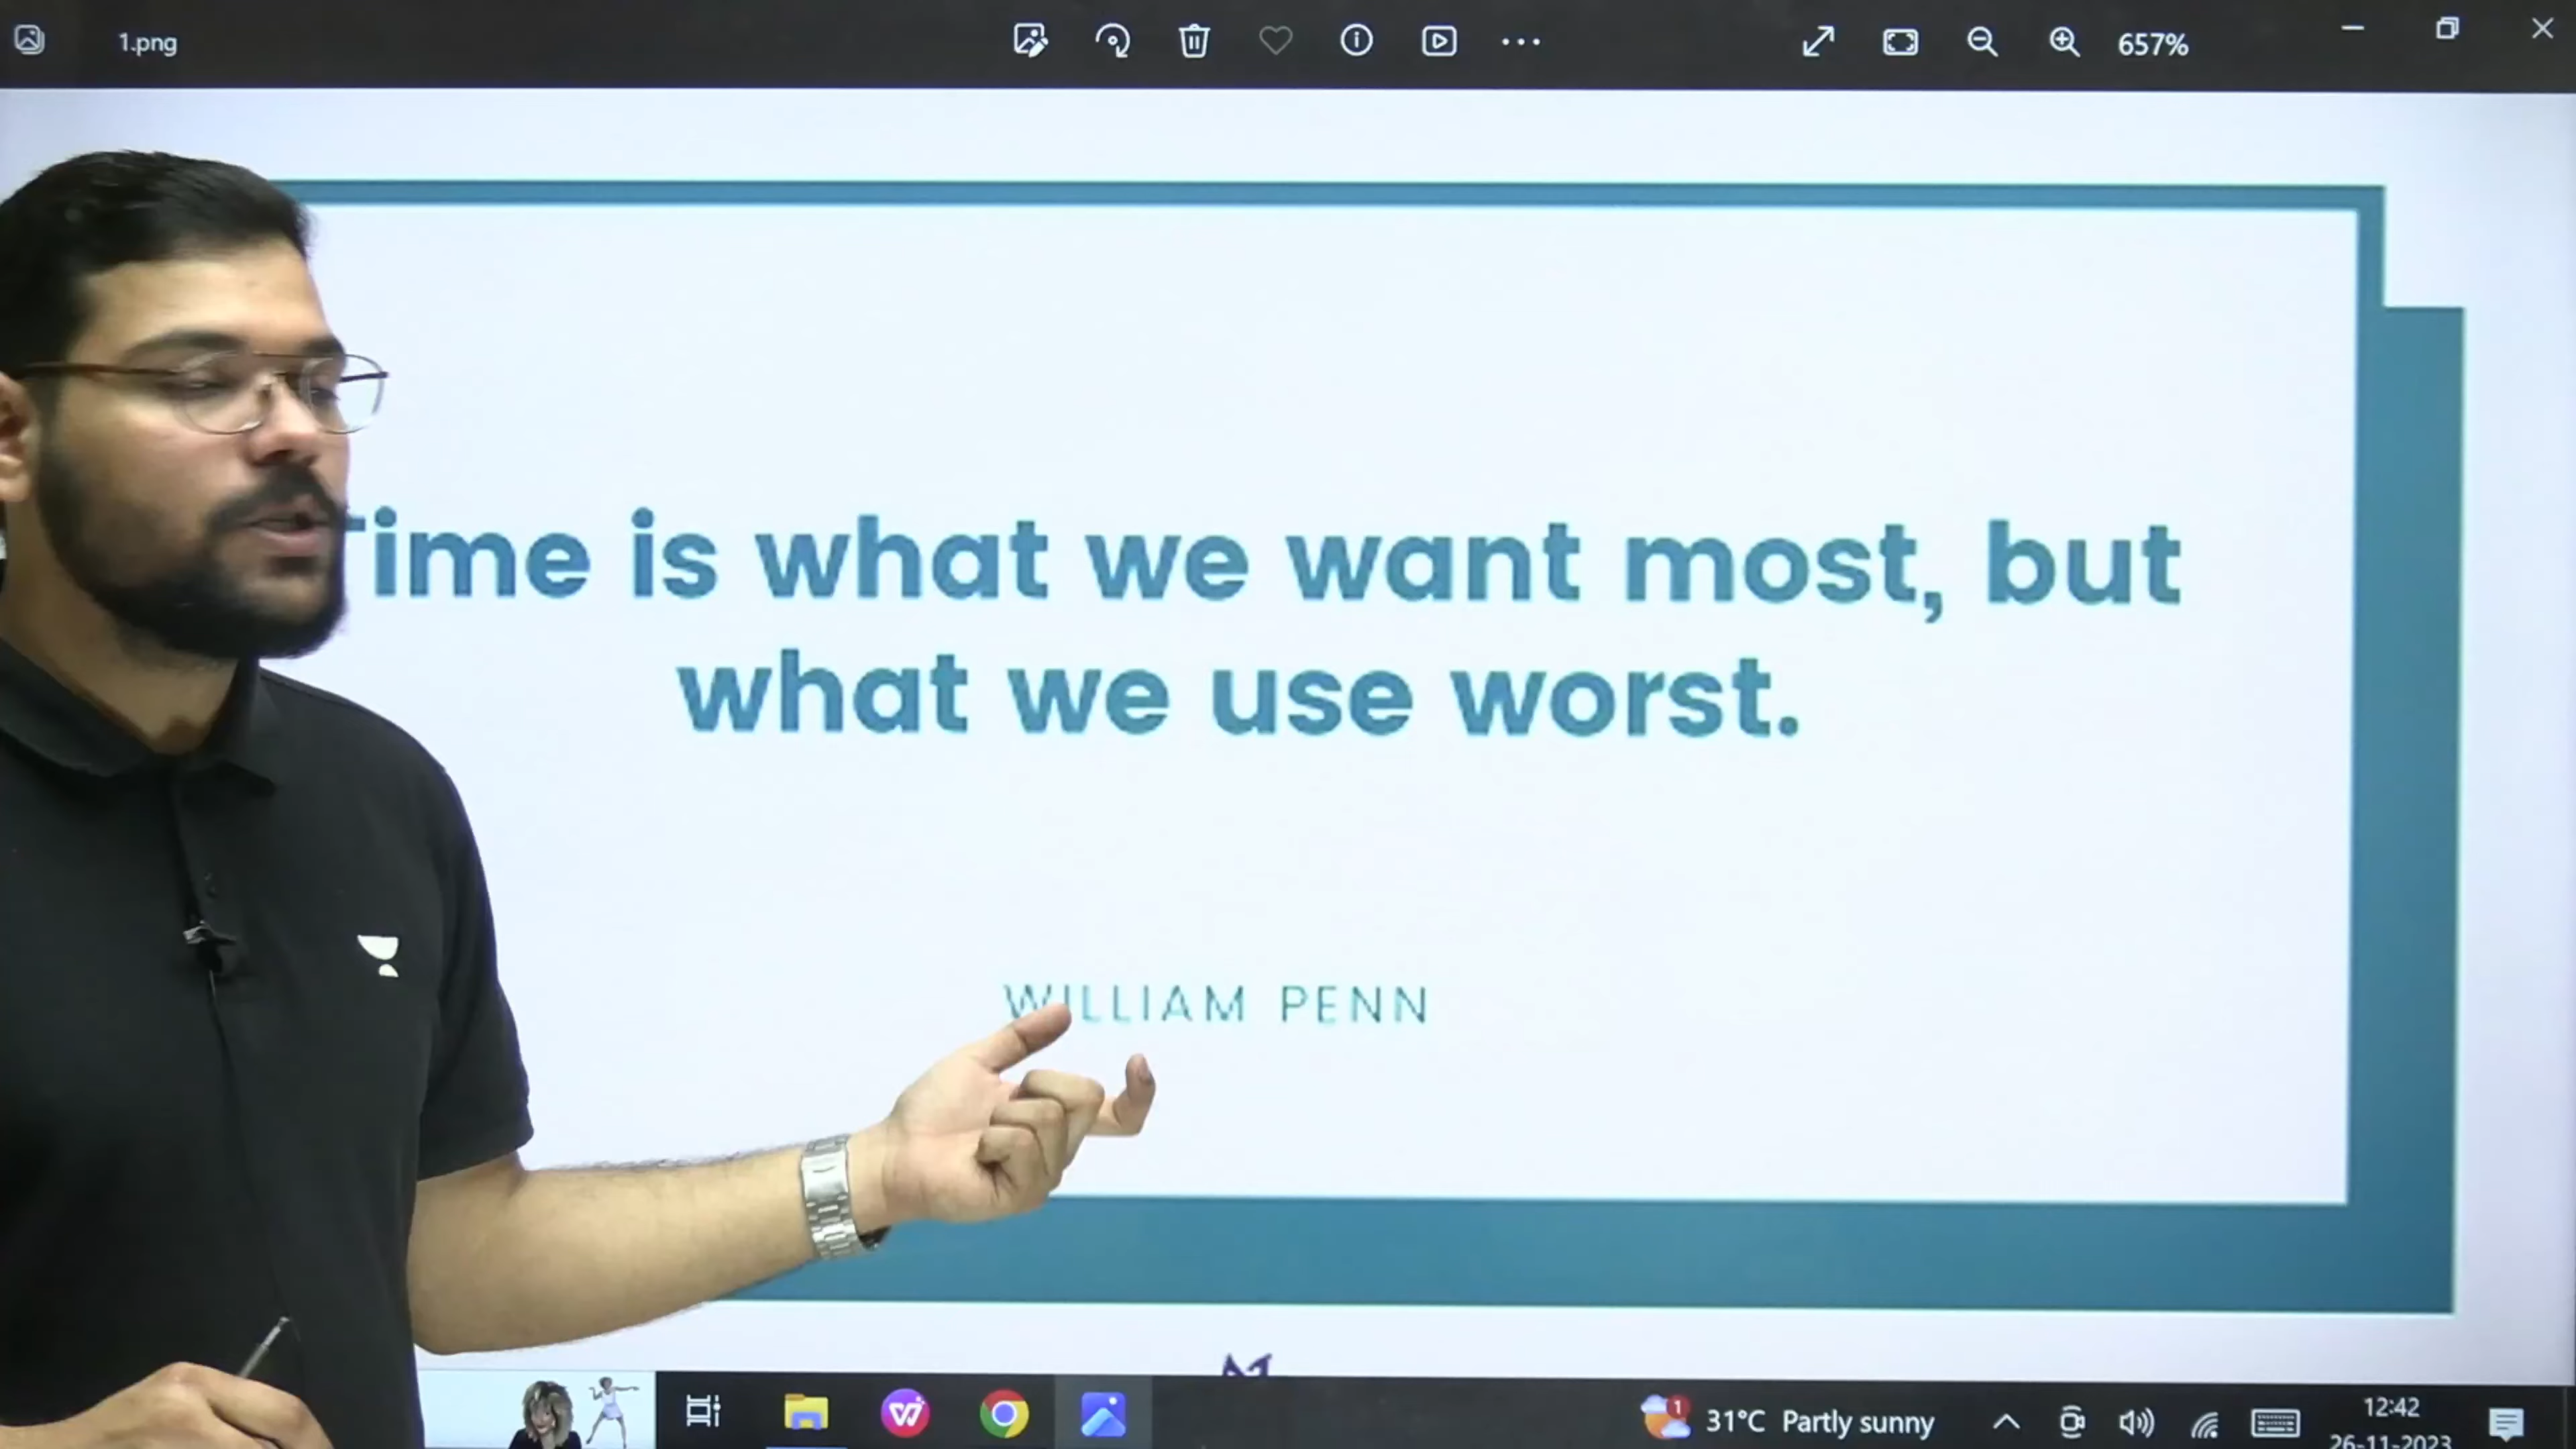 1.png
657%
Time is what we want most, but
what we use worst.
WILLIAM PENN
1
31°C Partly sunny
12:42
26-11-2023